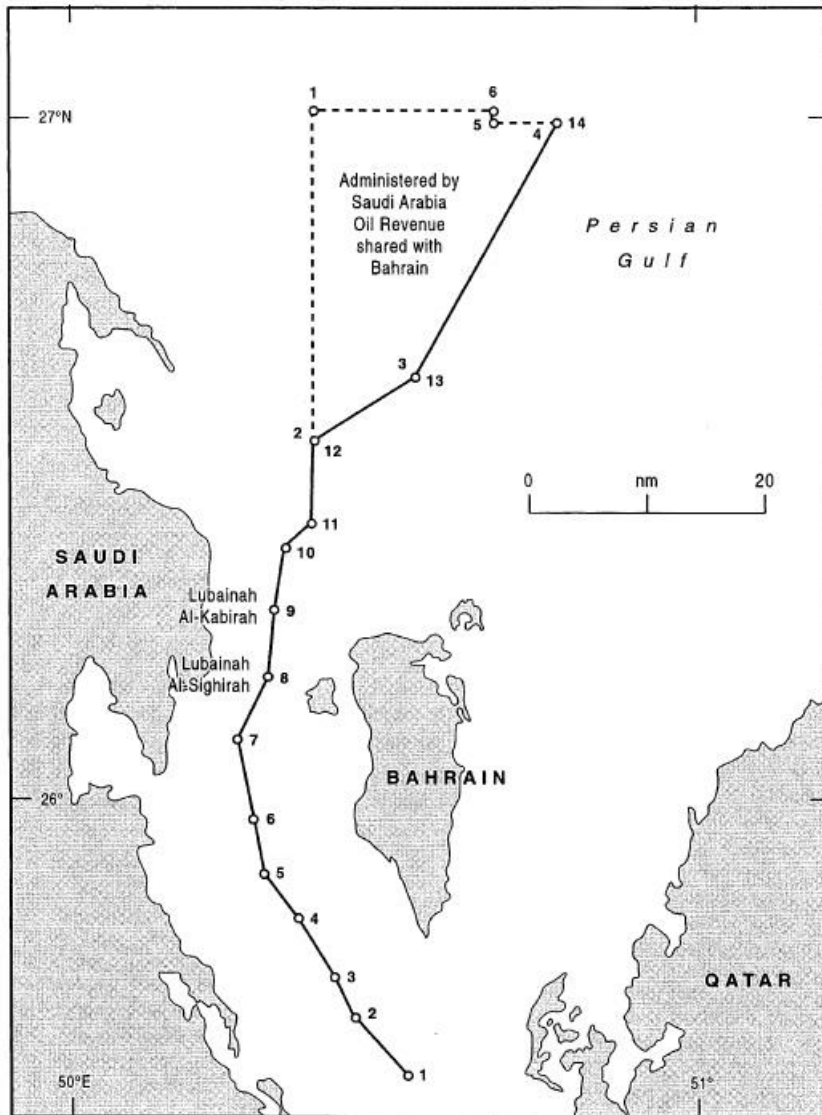 1
6
27°N
5
4
14
Administered by
Saudi Arabia
Oil Revenue
shared with
Bahrain
Persian
Gulf
3
13
2
12
0
nm
20
11
10
SAUDI
ARABIA
Lubainah
Al-Kabirah
9
Lubainah
Al-Sighirah
8
7
BAHRAIN
26°
6
5
4
3
QATAR
2
1
50°E
51°